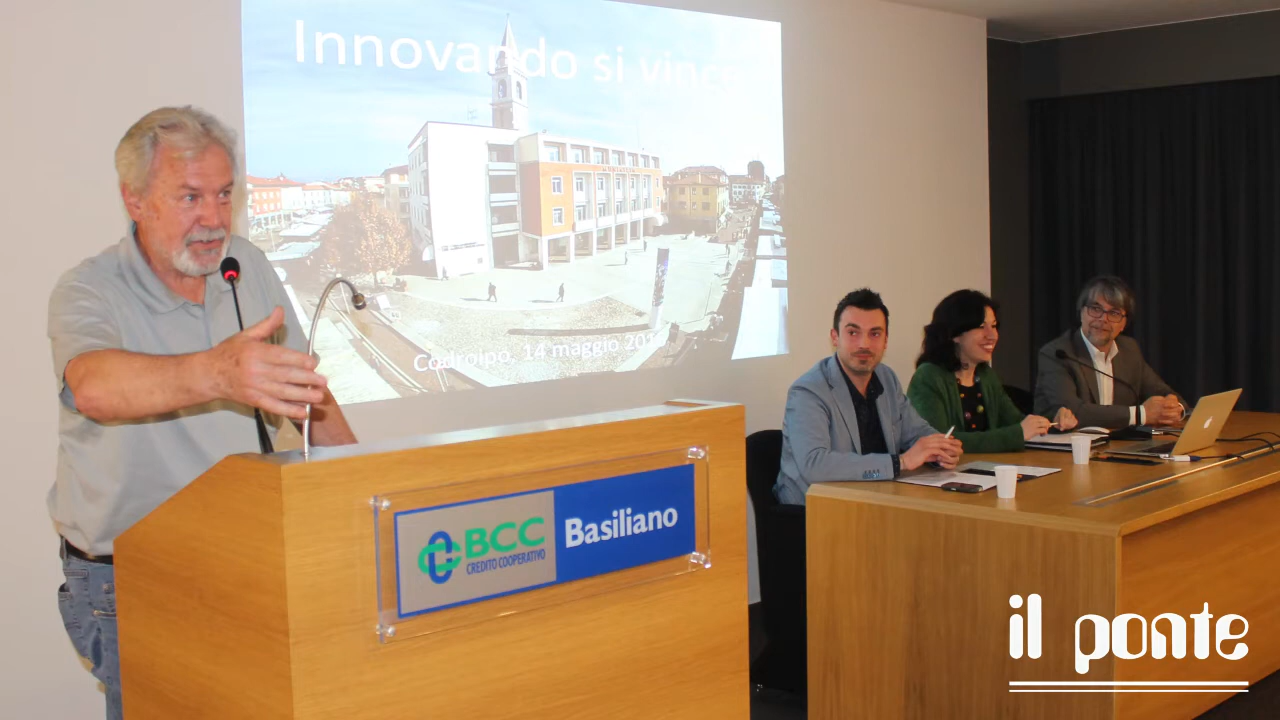 Innovando si vince
Codroipo, 14 maggio
BCC
CREDITO COOPERATIVO
Basiliano
il ponte